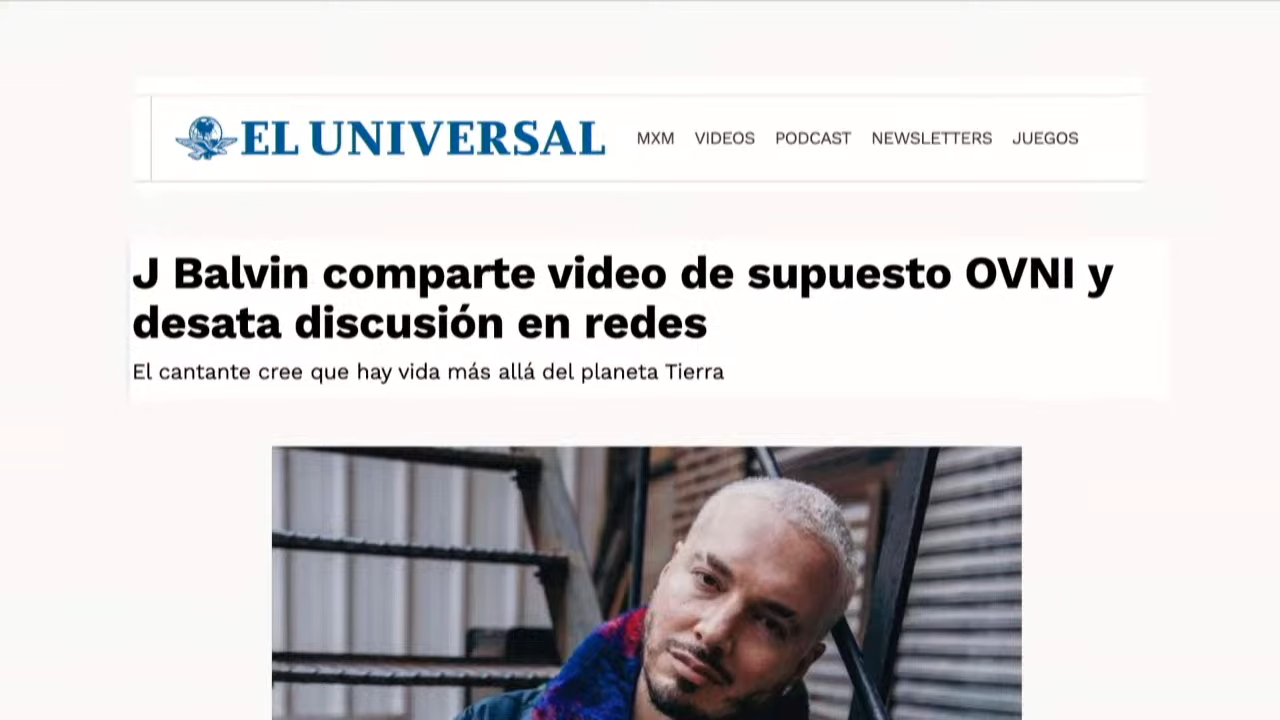 EL UNIVERSAL MXM VIDEOS PODCAST NEWSLETTERS JUEGOS
J Balvin comparte video de supuesto OVNI y
desata discusión en redes
El cantante cree que hay vida más allá del planeta Tierra